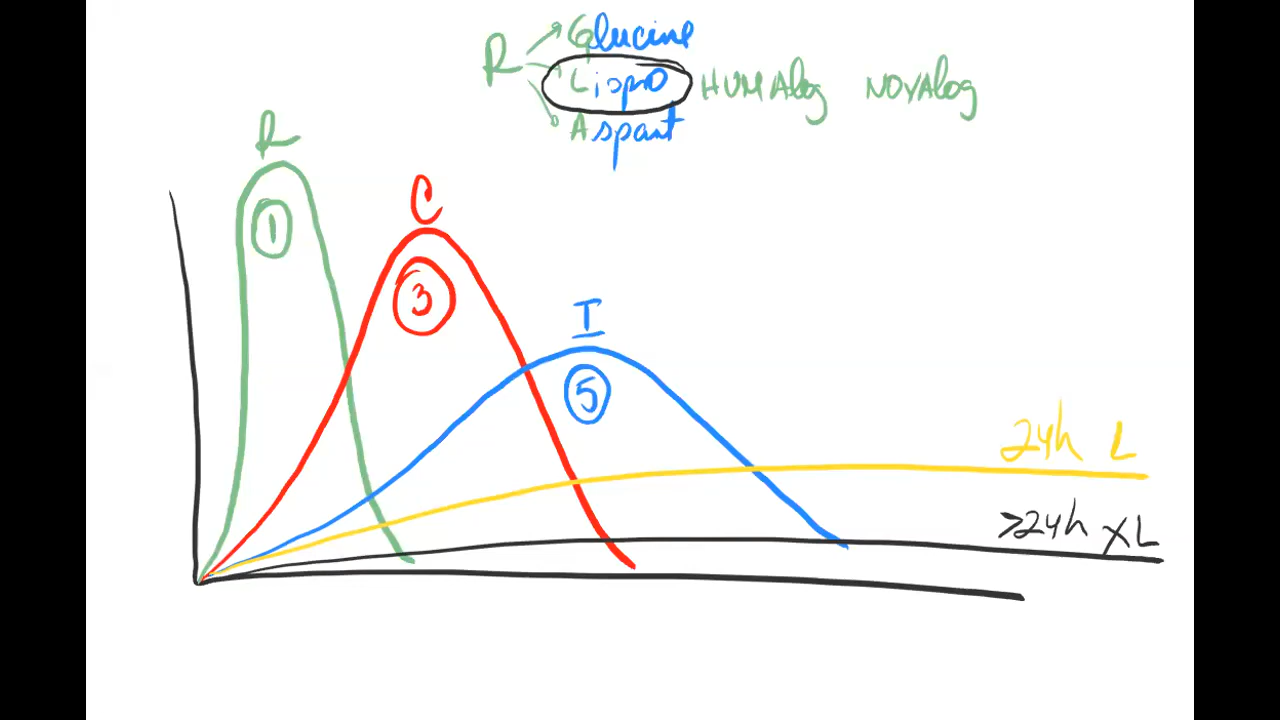 Glucine
R Lispro HUMAlog NOVAlog
Aspart
R
1
C
3
I
5
24h L
>24h XL